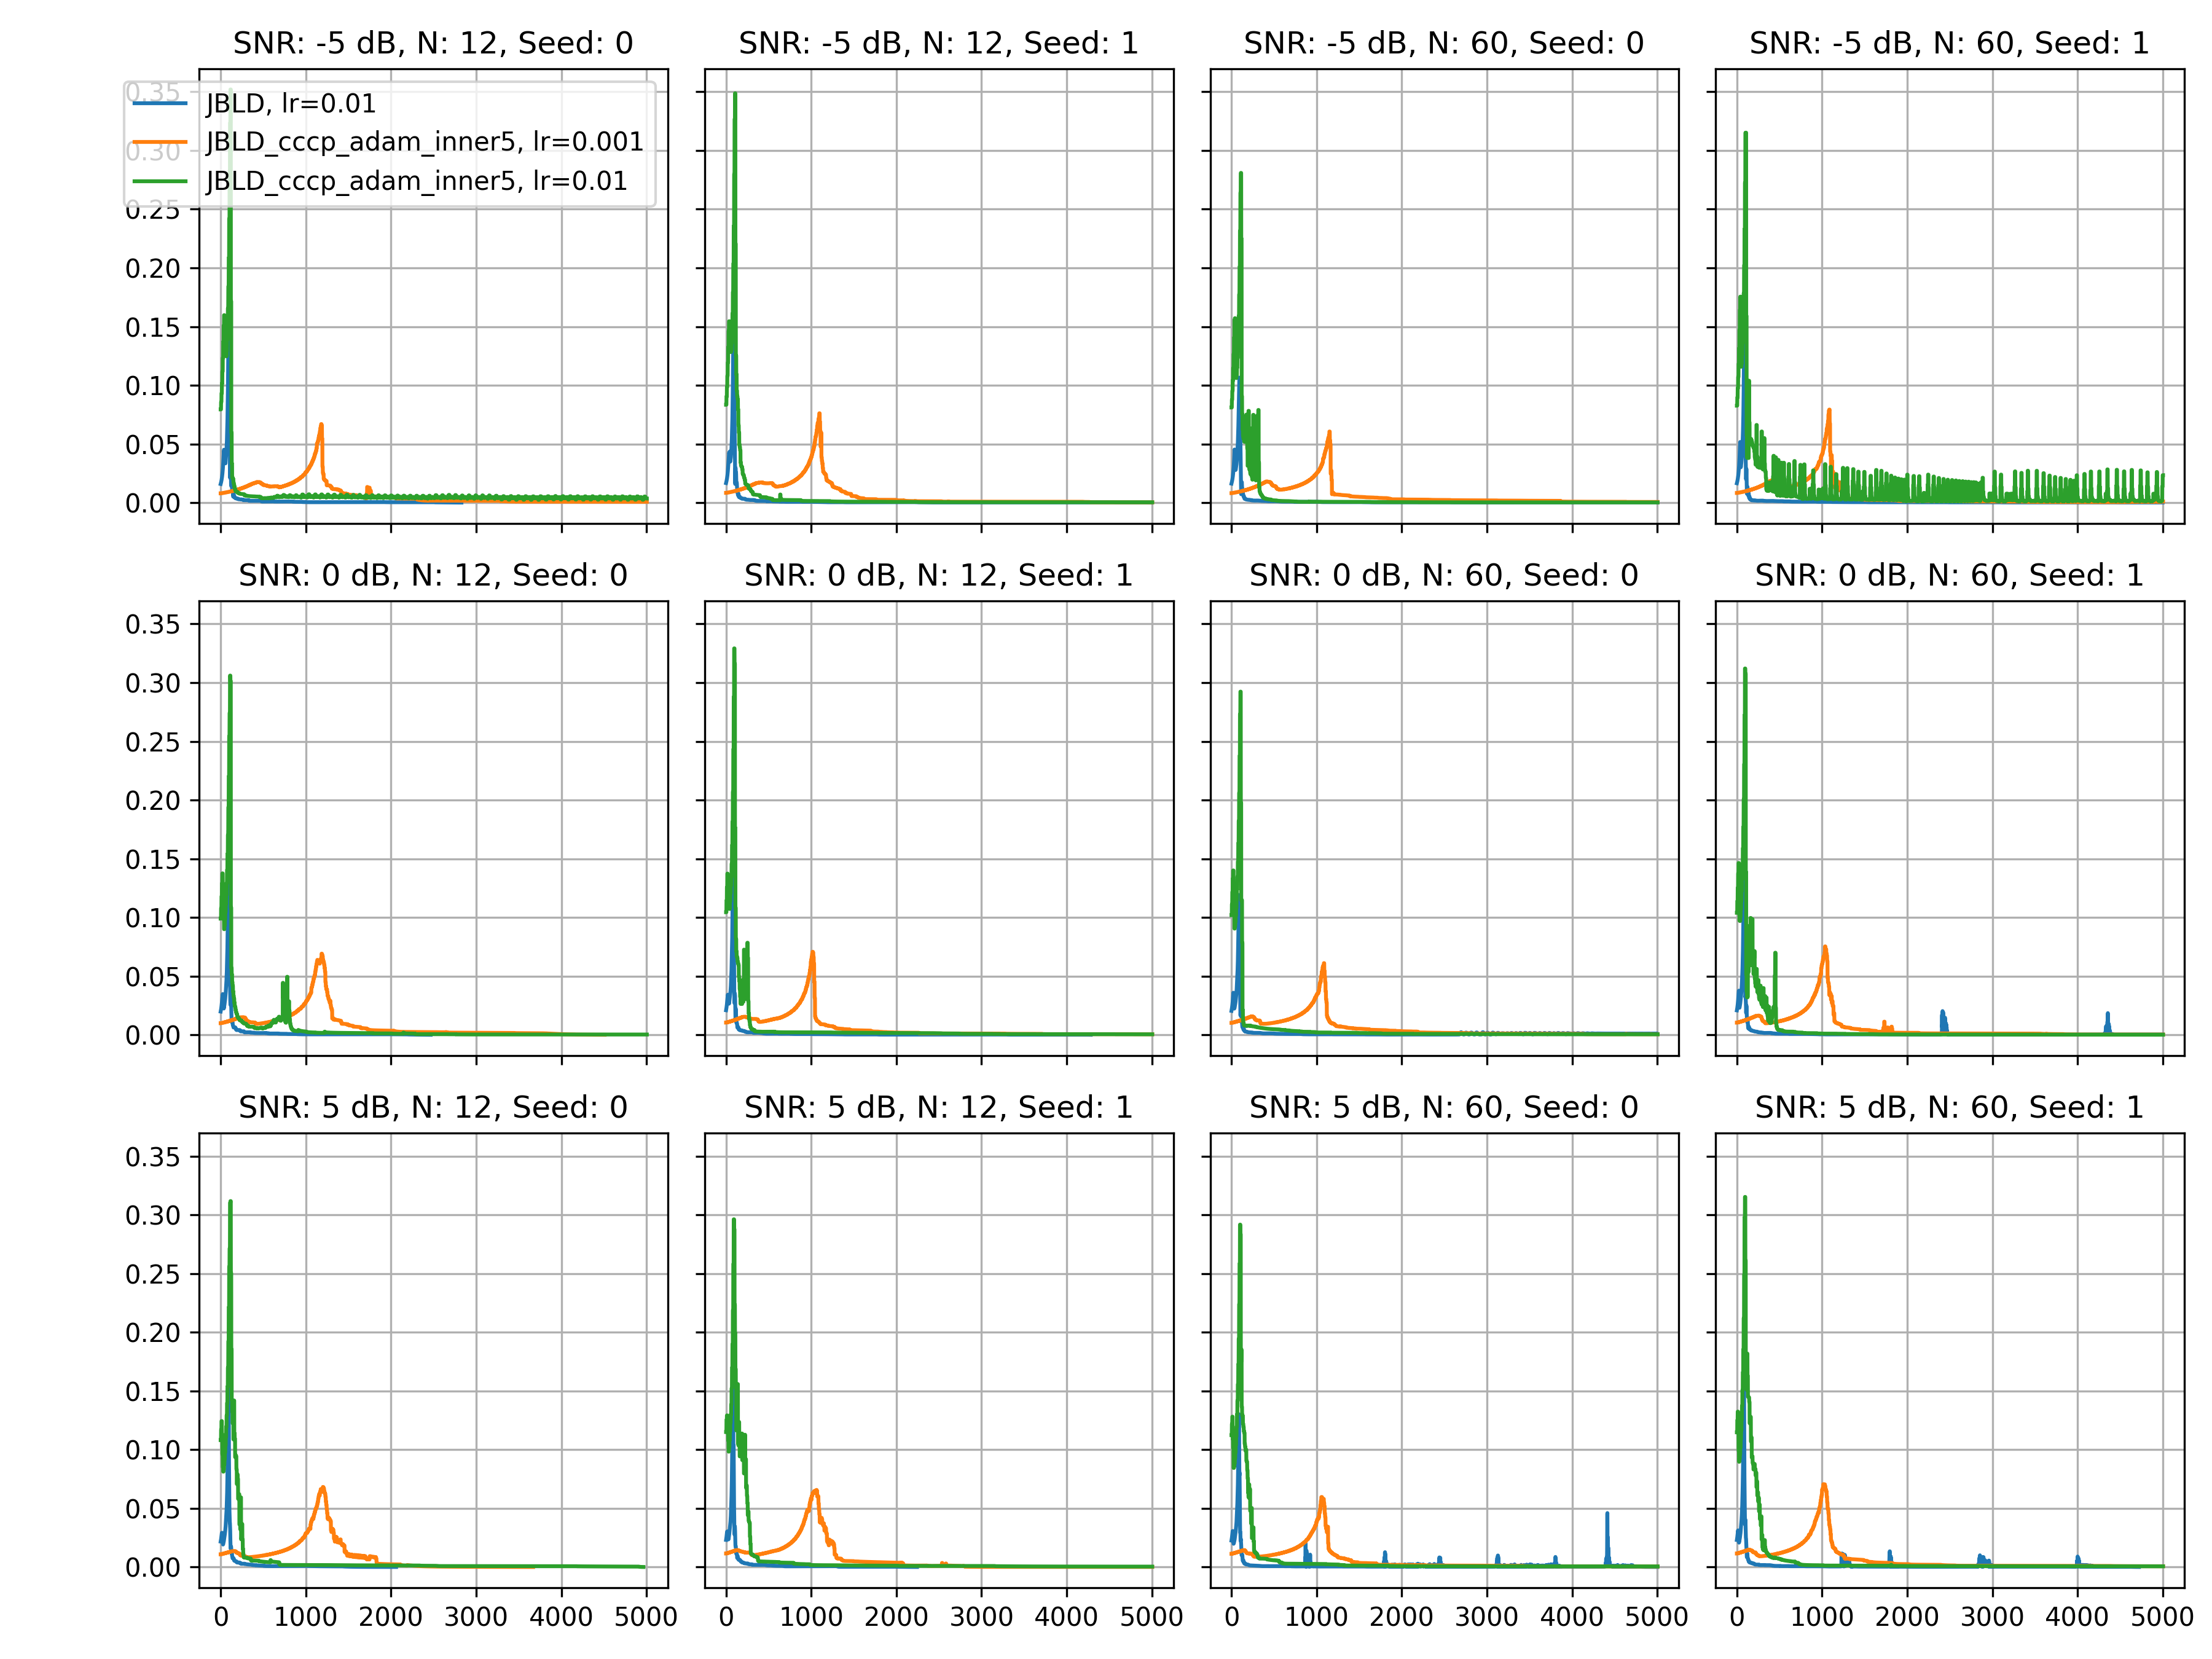 SNR: -5 dB, N: 12, Seed: 0
SNR: -5 dB, N: 12, Seed: 1
SNR: -5 dB, N: 60, Seed: 0
SNR: -5 dB, N: 60, Seed: 1
JBLD, lr=0.01
JBLD_cccp_adam_inner5, lr=0.001
JBLD_cccp_adam_inner5, lr=0.01
0.35
0.30
0.25
0.20
0.15
0.10
0.05
0.00
SNR: 0 dB, N: 12, Seed: 0
SNR: 0 dB, N: 12, Seed: 1
SNR: 0 dB, N: 60, Seed: 0
SNR: 0 dB, N: 60, Seed: 1
0.35
0.30
0.25
0.20
0.15
0.10
0.05
0.00
SNR: 5 dB, N: 12, Seed: 0
SNR: 5 dB, N: 12, Seed: 1
SNR: 5 dB, N: 60, Seed: 0
SNR: 5 dB, N: 60, Seed: 1
0.35
0.30
0.25
0.20
0.15
0.10
0.05
0.00
0 1000 2000 3000 4000 5000
0 1000 2000 3000 4000 5000
0 1000 2000 3000 4000 5000
0 1000 2000 3000 4000 5000